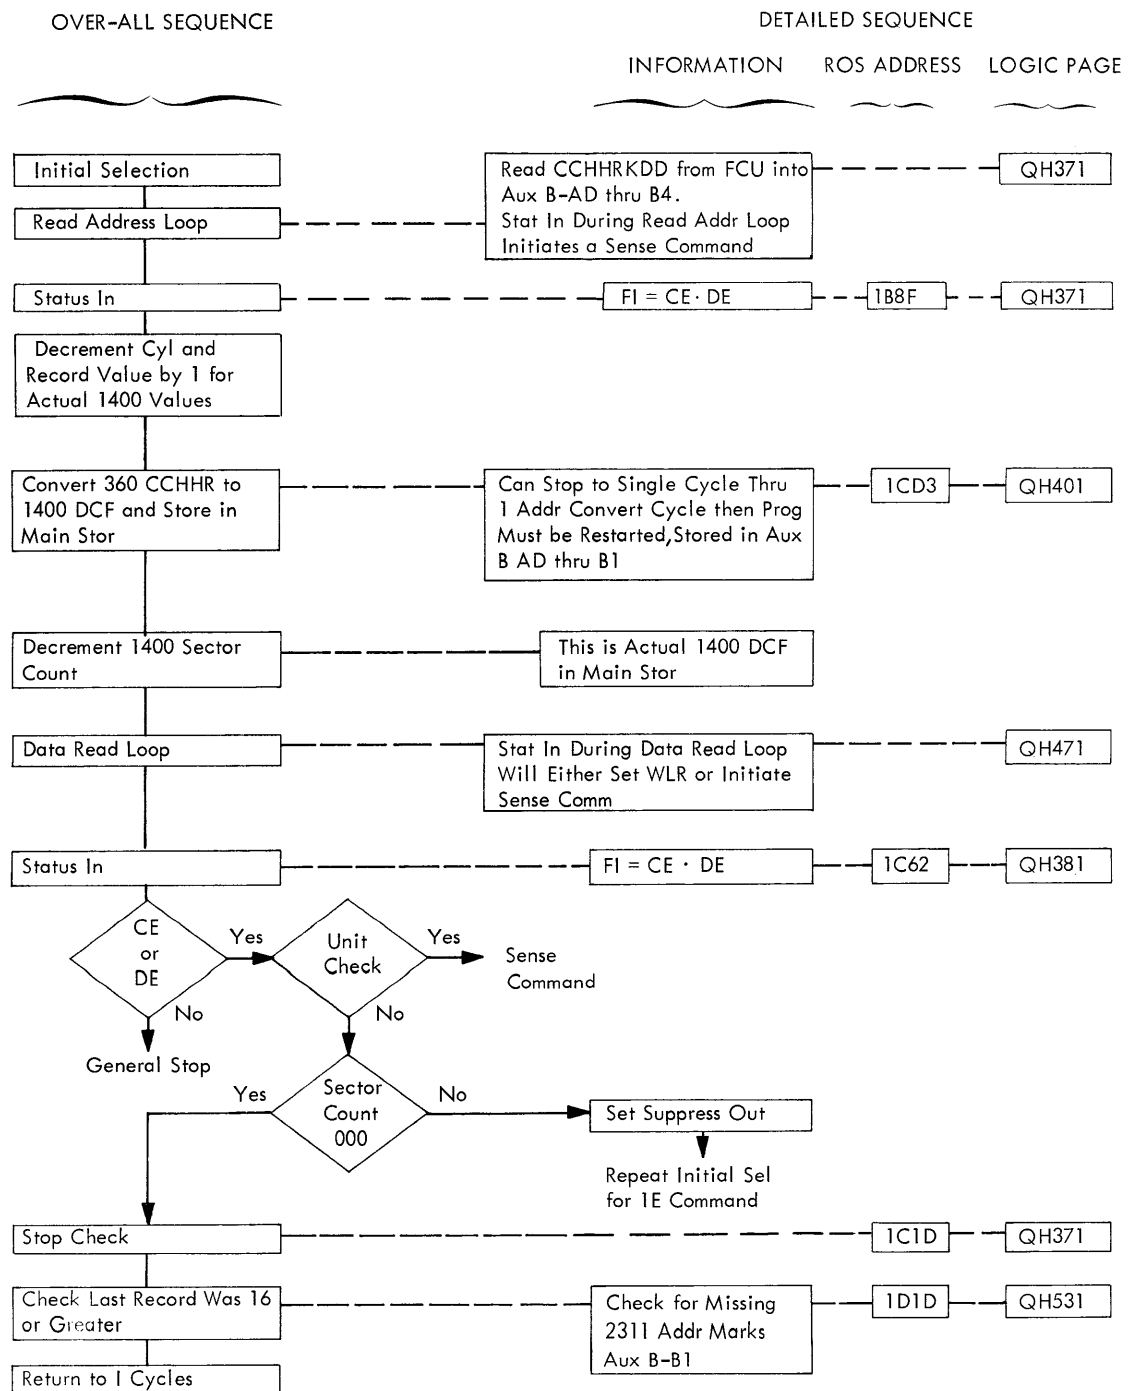 OVER-ALL SEQUENCE
DETAILED SEQUENCE
INFORMATION
ROS ADDRESS
LOGIC PAGE
Initial Selection
Read CCHHRKDD from FCU into
Aux B-AD thru B4.
Stat In During Read Addr Loop
Initiates a Sense Command
QH371
Read Address Loop
Status In
FI = CE · DE
1B8F
QH371
Decrement Cyl and
Record Value by 1 for
Actual 1400 Values
Convert 360 CCHHR to
1400 DCF and Store in
Main Stor
Can Stop to Single Cycle Thru
1 Addr Convert Cycle then Prog
Must be Restarted, Stored in Aux
B AD thru B1
1CD3
QH401
Decrement 1400 Sector
Count
This is Actual 1400 DCF
in Main Stor
Data Read Loop
Stat In During Data Read Loop
Will Either Set WLR or Initiate
Sense Comm
QH471
Status In
FI = CE · DE
1C62
QH381
CE
or
DE
Yes
Unit
Check
Yes
Sense
Command
No
No
General Stop
Yes
Sector
Count
000
No
Set Suppress Out
Repeat Initial Sel
for 1E Command
Stop Check
1C1D
QH371
Check Last Record Was 16
or Greater
Check for Missing
2311 Addr Marks
Aux B-B1
1D1D
QH531
Return to I Cycles